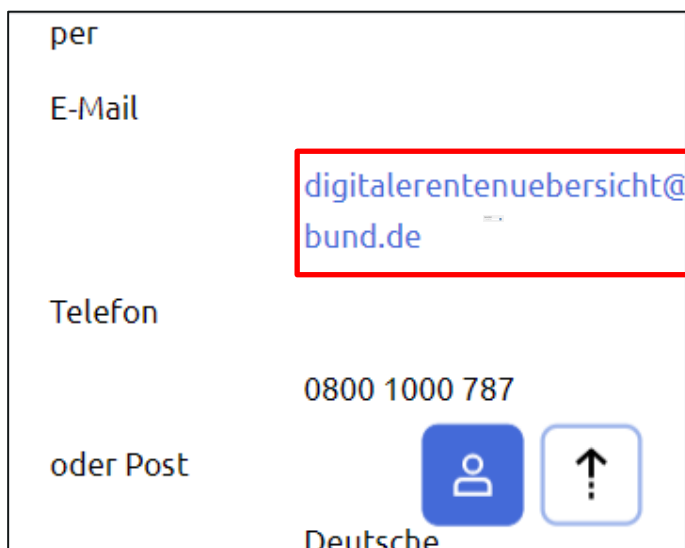 per
E-Mail
digitalerentenuebersicht@
bund.de
Telefon
0800 1000 787
oder Post
Deutsche